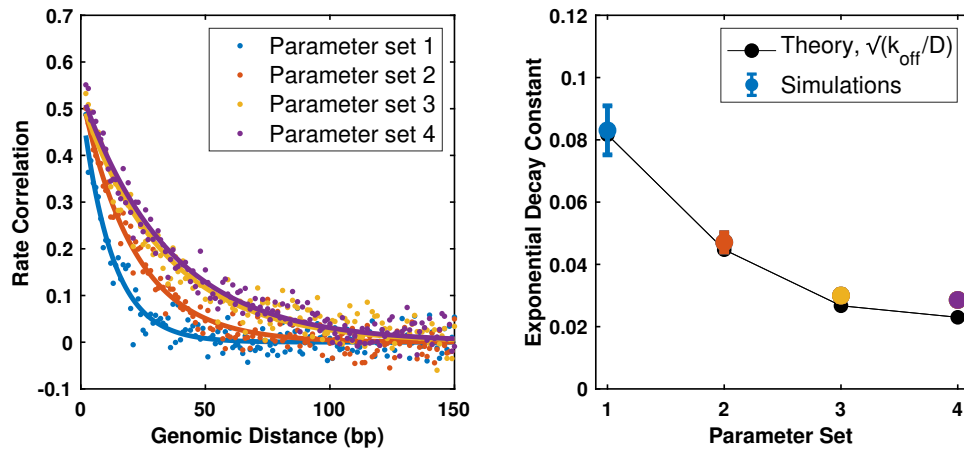 0.7
0.6
0.5
0.4
0.3
0.2
0.1
0
-0.1
0
50
100
150
Rate Correlation
Genomic Distance (bp)
Parameter set 1
Parameter set 2
Parameter set 3
Parameter set 4
0.12
0.1
0.08
0.06
0.04
0.02
0
1
2
3
4
Exponential Decay Constant
Parameter Set
Theory, √(k_off/D)
Simulations